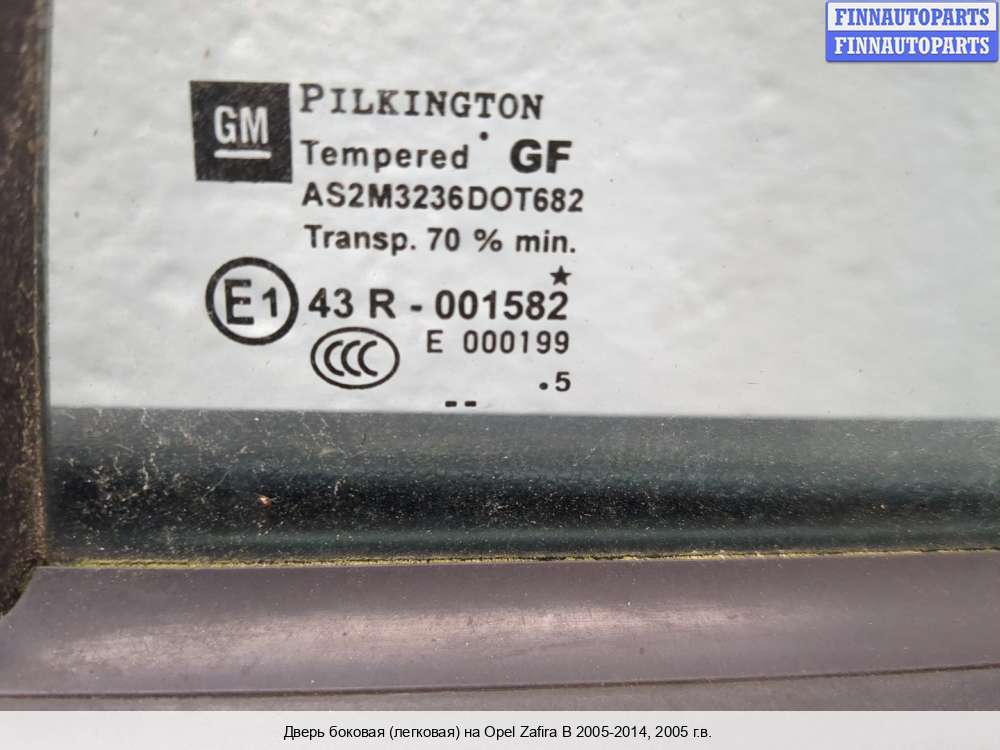 FINNAUTOPARTS
FINNAUTOPARTS
GM
PILKINGTON
Tempered GF
AS2M3236DOT682
Transp. 70 % min.
E1 43 R - 001582
CCC E 000199
.5
--
Дверь боковая (легковая) на Opel Zafira B 2005-2014, 2005 г.в.